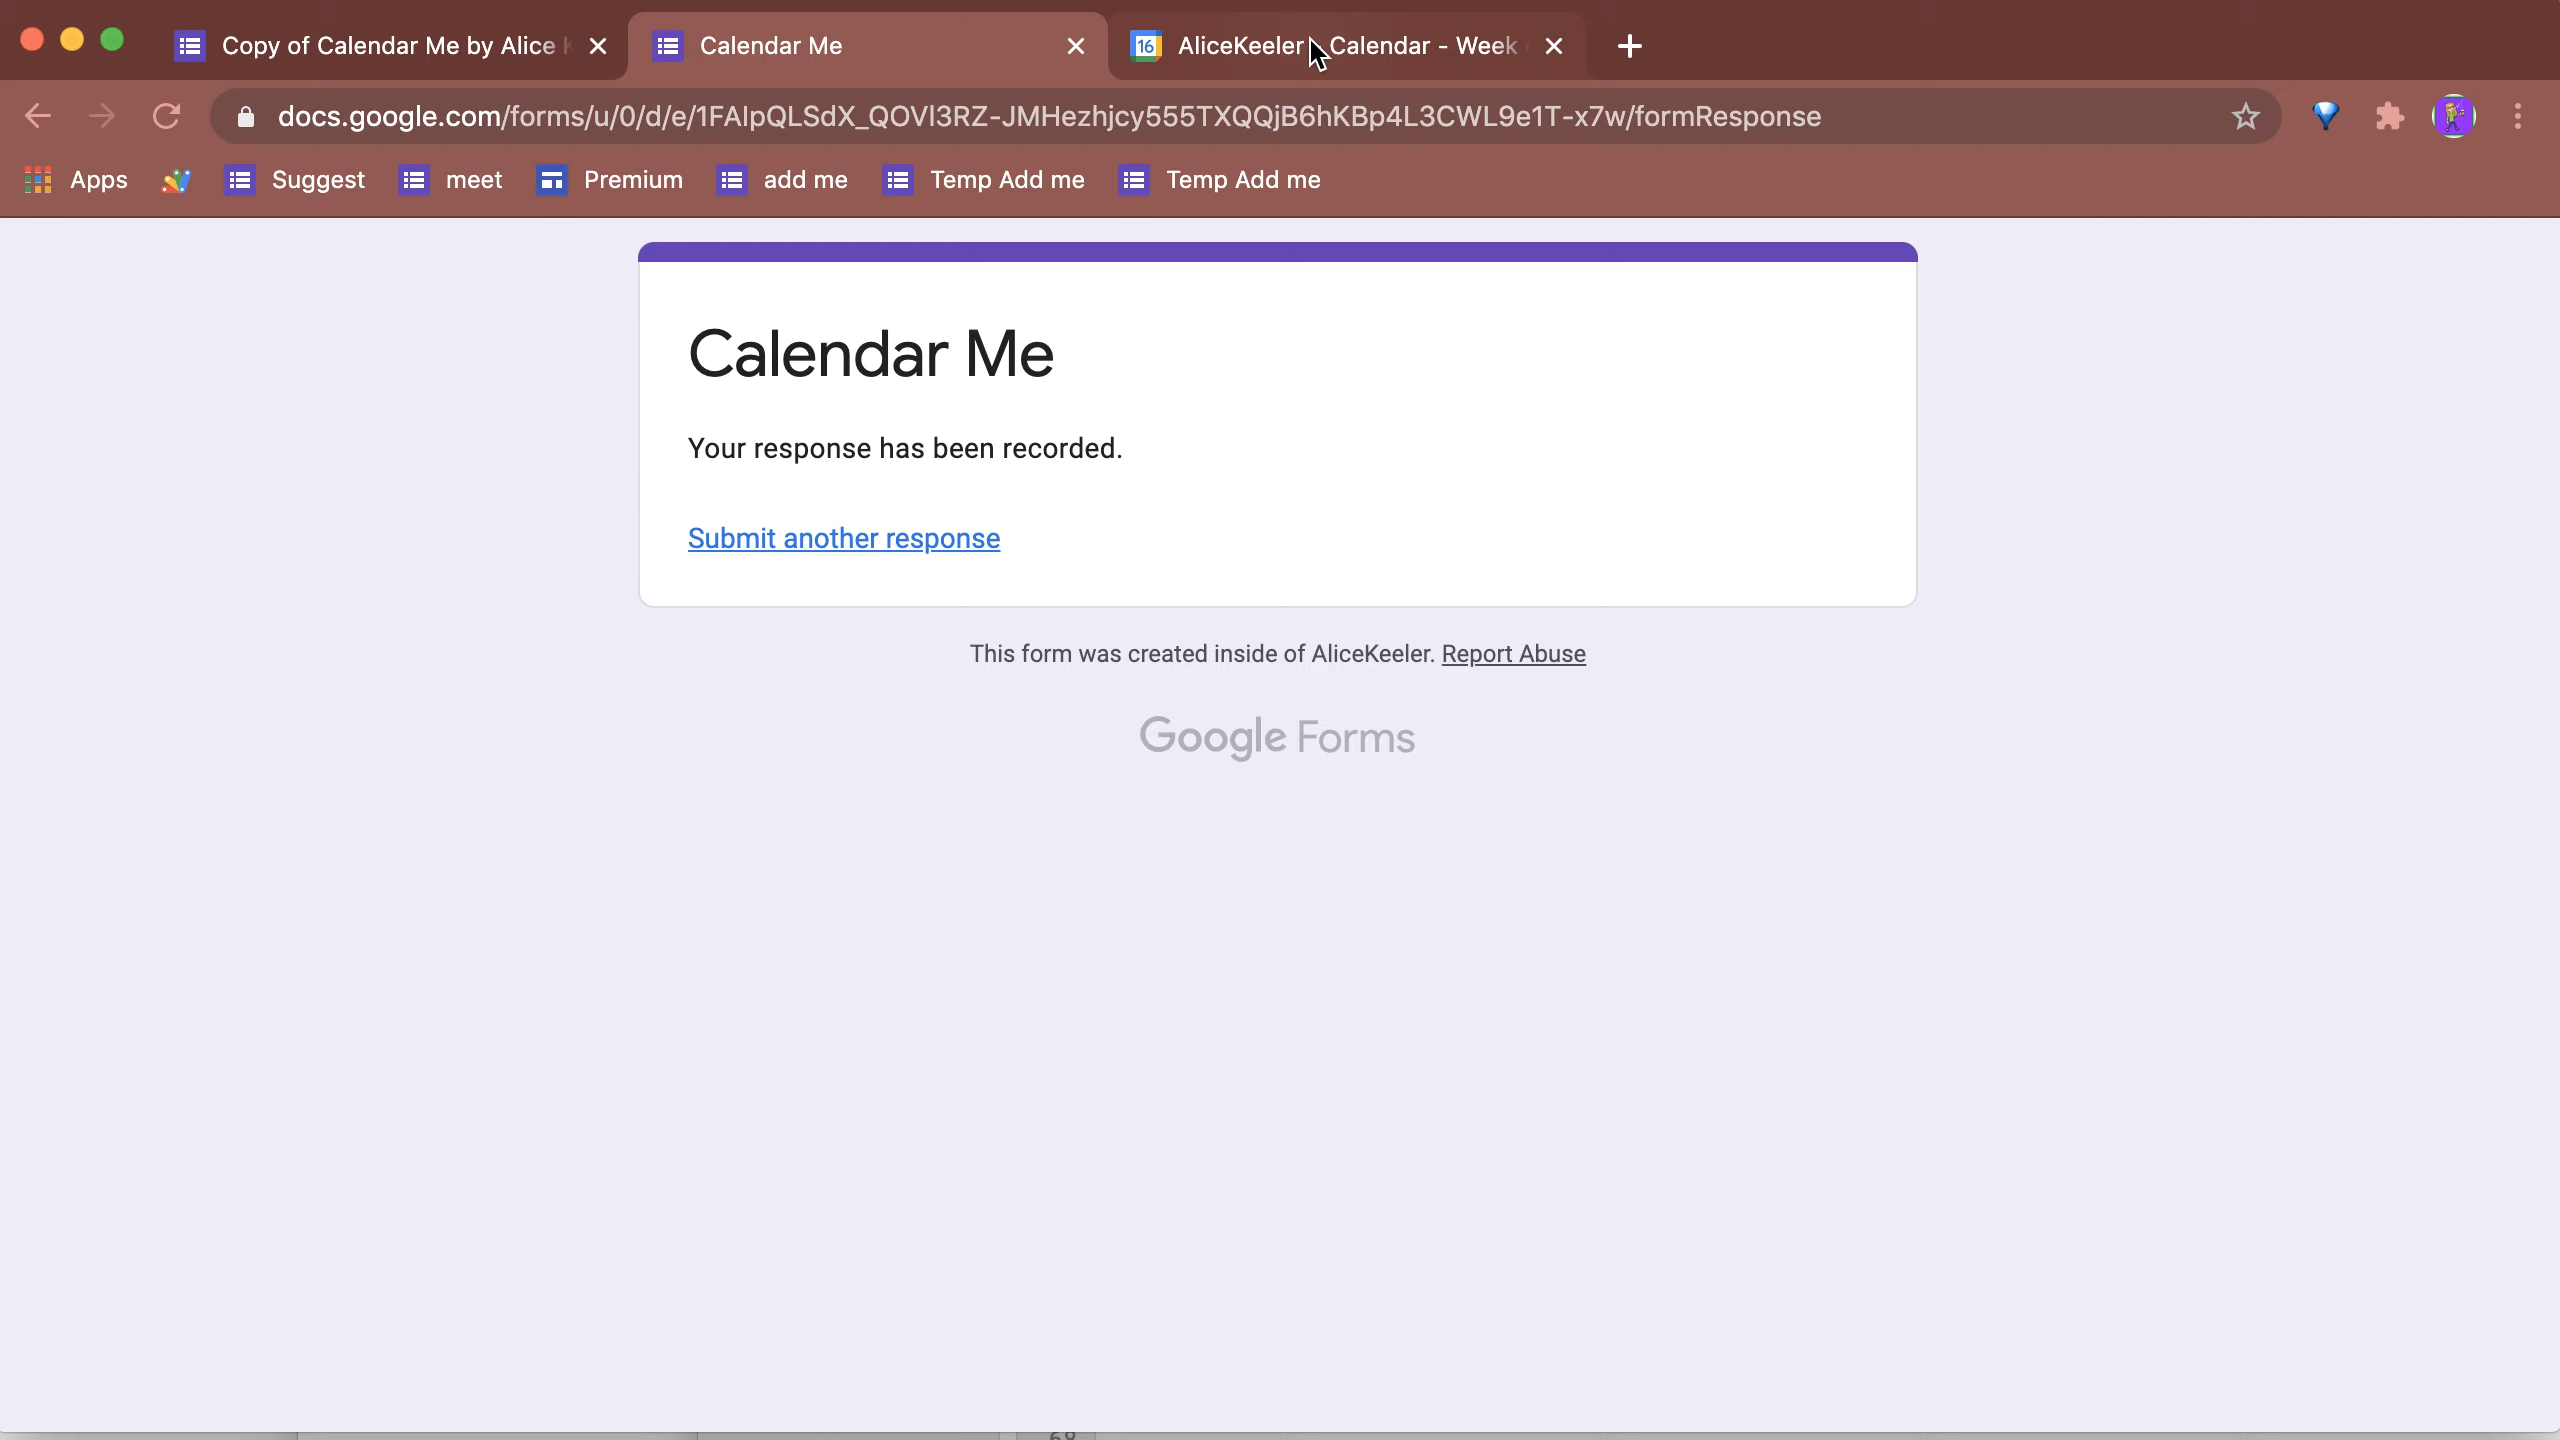 Copy of Calendar Me by Alice
Calendar Me
16
AliceKeeler Calendar - Week
docs.google.com/forms/u/0/d/e/1FAIpQLSdX_QOVl3RZ-JMHezhjcy555TXQQjB6hKBp4L3CWL9e1T-x7w/formResponse
Apps
Suggest
meet
Premium
add me
Temp Add me
Temp Add me
Calendar Me
Your response has been recorded.
Submit another response
This form was created inside of AliceKeeler. Report Abuse
Google Forms